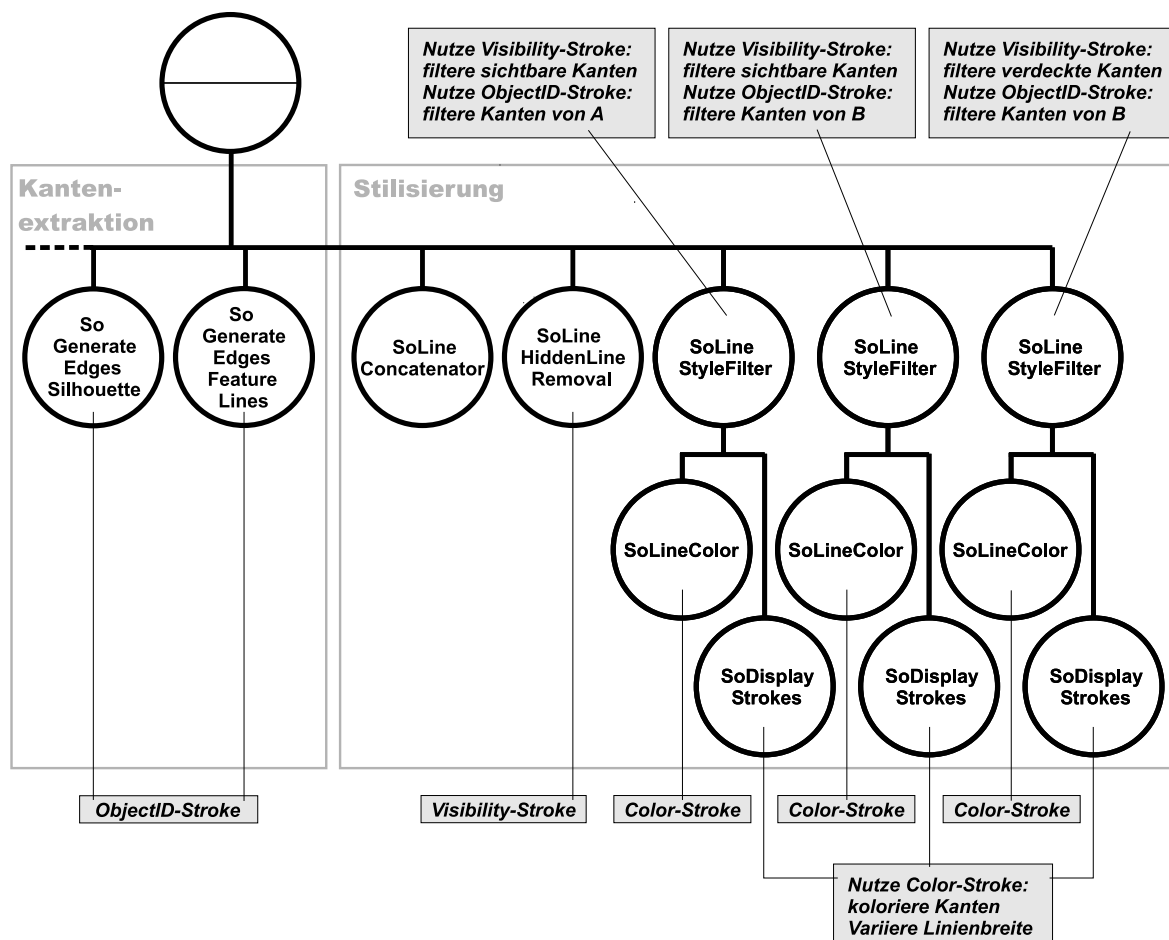 Nutze Visibility-Stroke:
filtere sichtbare Kanten
Nutze ObjectID-Stroke:
filtere Kanten von A
Nutze Visibility-Stroke:
filtere sichtbare Kanten
Nutze ObjectID-Stroke:
filtere Kanten von B
Nutze Visibility-Stroke:
filtere verdeckte Kanten
Nutze ObjectID-Stroke:
filtere Kanten von B
Kanten-
extraktion
Stilisierung
So
Generate
Edges
Silhouette
So
Generate
Edges
Feature
Lines
SoLine
Concatenator
SoLine
HiddenLine
Removal
SoLine
StyleFilter
SoLine
StyleFilter
SoLine
StyleFilter
SoLineColor
SoLineColor
SoLineColor
SoDisplay
Strokes
SoDisplay
Strokes
SoDisplay
Strokes
ObjectID-Stroke
Visibility-Stroke
Color-Stroke
Color-Stroke
Color-Stroke
Nutze Color-Stroke:
koloriere Kanten
Variiere Linienbreite